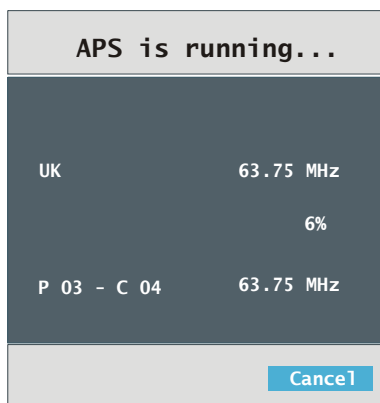 APS is running...
UK 63.75 MHz
6%
P 03 - C 04 63.75 MHz
Cancel